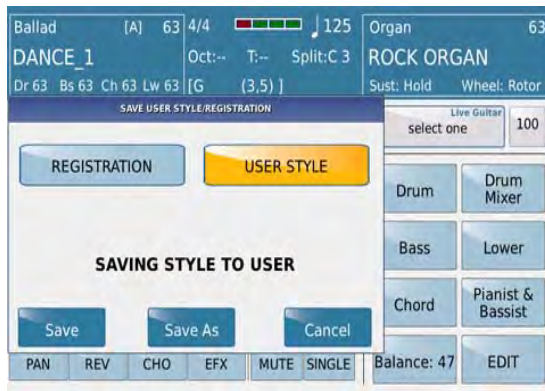 Ballad [A] 63 4/4 125 Organ 63
DANCE_1 Oct:-- T:-- Split:C 3 ROCK ORGAN
Dr 63 Bs 63 Ch 63 Lw 63 [G (3,5) ] Sust: Hold Wheel: Rotor
SAVE USER STYLE/REGISTRATION
REGISTRATION USER STYLE
SAVING STYLE TO USER
Save Save As Cancel
Live Guitar
select one 100
Drum Drum
Mixer
Bass Lower
Chord Pianist &
Bassist
PAN REV CHO EFX MUTE SINGLE Balance: 47 EDIT